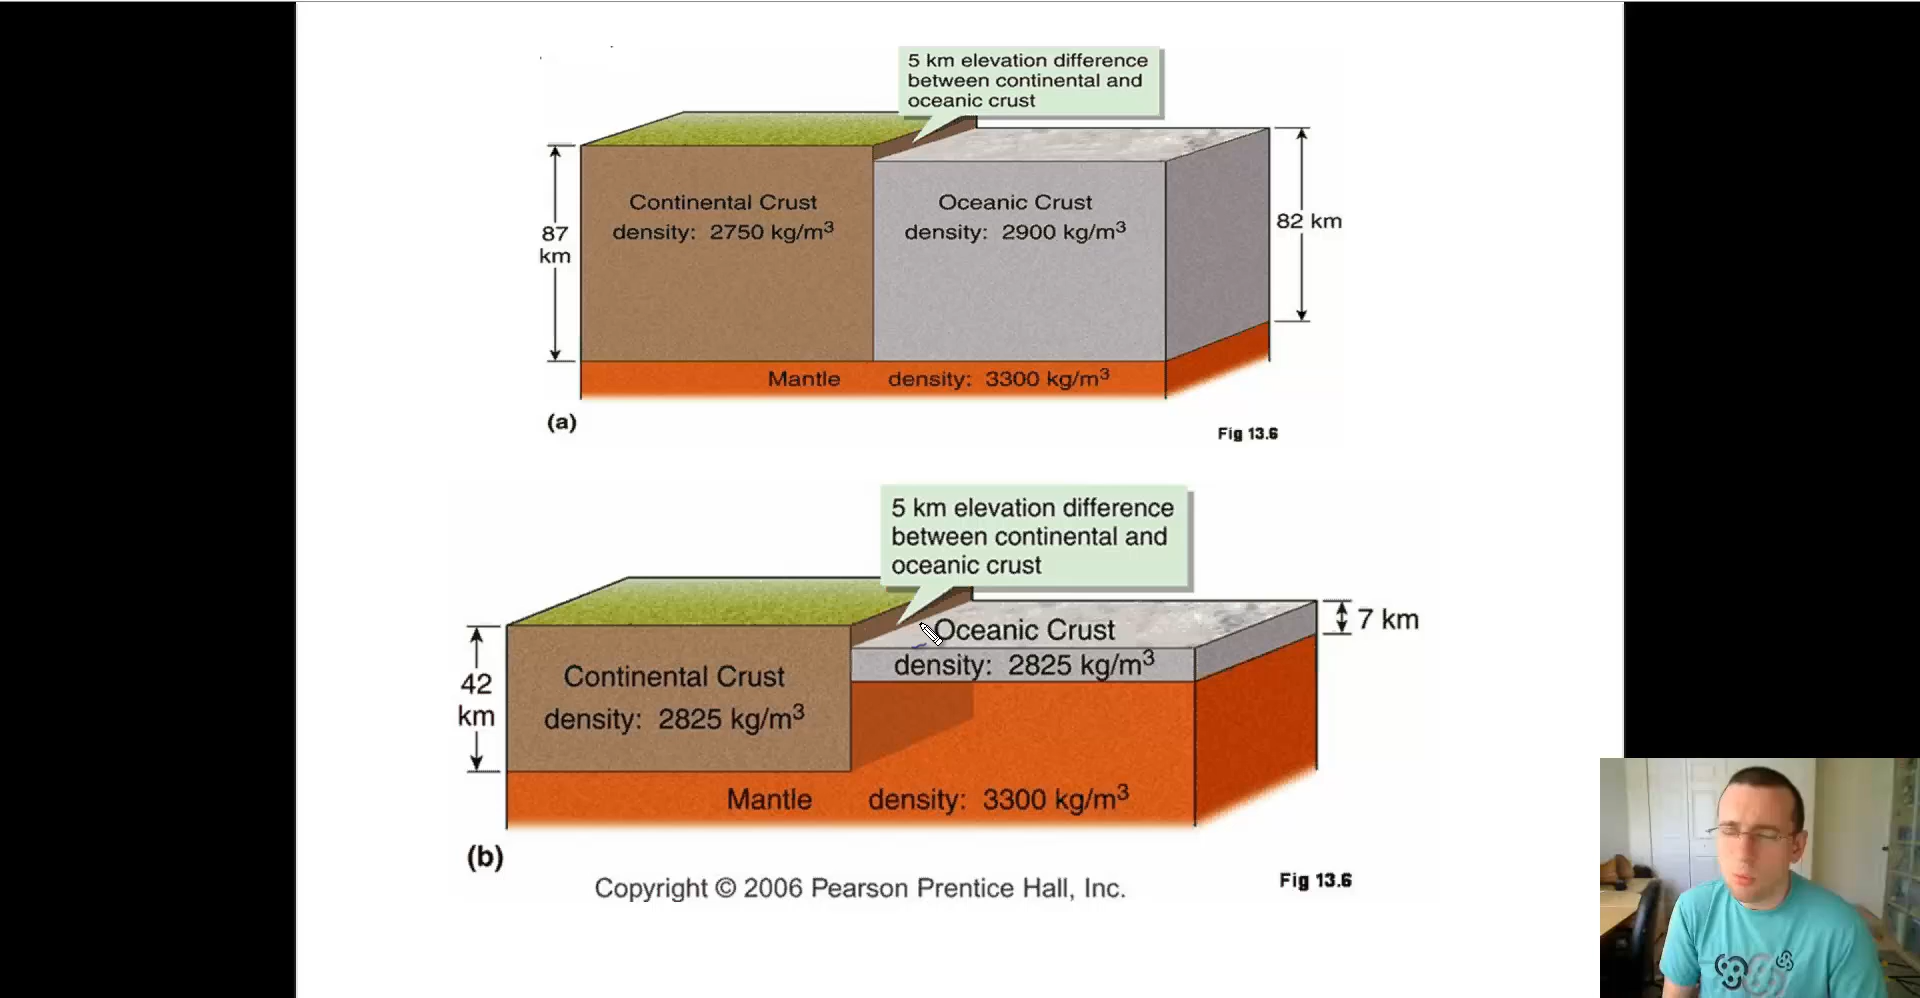 5 km elevation difference
between continental and
oceanic crust
Continental Crust
density: 2750 kg/m³
Oceanic Crust
density: 2900 kg/m³
87
km
82 km
Mantle density: 3300 kg/m³
(a)
Fig 13.6
5 km elevation difference
between continental and
oceanic crust
Oceanic Crust
density: 2825 kg/m³
7 km
Continental Crust
density: 2825 kg/m³
42
km
Mantle density: 3300 kg/m³
(b)
Fig 13.6
Copyright © 2006 Pearson Prentice Hall, Inc.